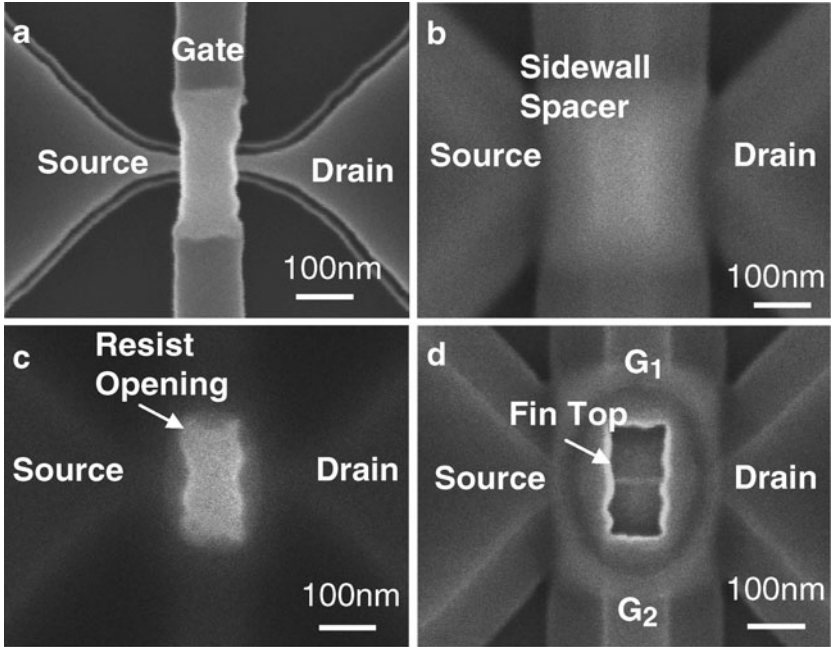 a
Gate
Source
Drain
100nm
b
Sidewall
Spacer
Source
Drain
100nm
c
Resist
Opening
Source
Drain
100nm
d
G₁
Fin Top
Source
Drain
G₂
100nm